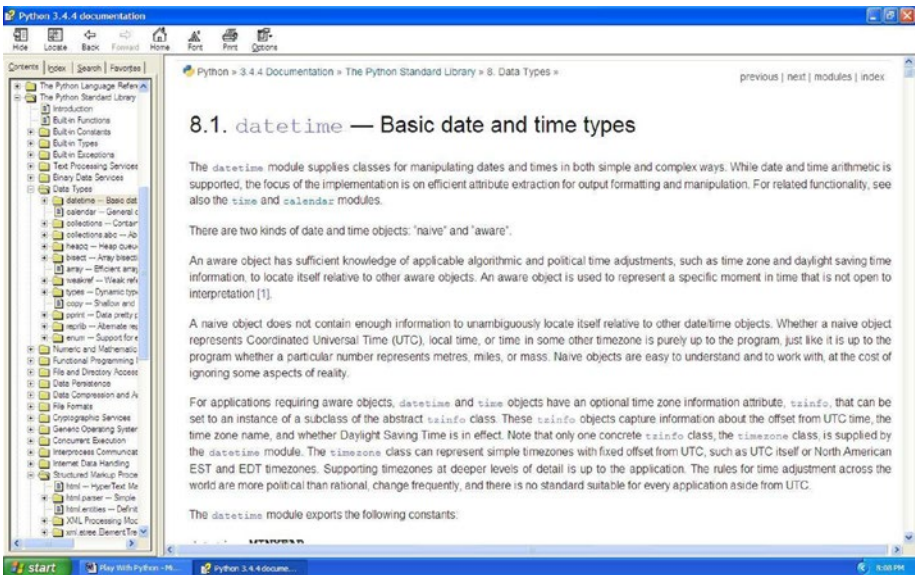 Python 3.4.4 documentation
Hide Locate Back Forward Home Font Print Options
Contents Index Search Favorites
The Python Language Referen
The Python Standard Library
Introduction
Built-in Functions
Built-in Constants
Built-in Types
Built-in Exceptions
Text Processing Services
Binary Data Services
Data Types
datetime — Basic dat
calendar — General c
collections — Contain
collections.abc — Ab
heapq — Heap queu
bisect — Array bisecti
array — Efficient array
weakref — Weak refe
types — Dynamic type
copy — Shallow and
pprint — Data pretty p
reprlib — Alternate rep
enum — Support for e
Numeric and Mathematic
Functional Programming
File and Directory Access
Data Persistence
Data Compression and A
File Formats
Cryptographic Services
Generic Operating System
Concurrent Execution
Interprocess Communicat
Internet Data Handling
Structured Markup Proce
html — HyperText Ma
html.parser — Simple
html.entities — Definit
XML Processing Mod
xml.etree.ElementTre
Python » 3.4.4 Documentation » The Python Standard Library » 8. Data Types »
previous | next | modules | index
8.1. datetime — Basic date and time types
The datetime module supplies classes for manipulating dates and times in both simple and complex ways. While date and time arithmetic is
supported, the focus of the implementation is on efficient attribute extraction for output formatting and manipulation. For related functionality, see
also the time and calendar modules.
There are two kinds of date and time objects: “naive” and “aware”.
An aware object has sufficient knowledge of applicable algorithmic and political time adjustments, such as time zone and daylight saving time
information, to locate itself relative to other aware objects. An aware object is used to represent a specific moment in time that is not open to
interpretation [1].
A naive object does not contain enough information to unambiguously locate itself relative to other date/time objects. Whether a naive object
represents Coordinated Universal Time (UTC), local time, or time in some other timezone is purely up to the program, just like it is up to the
program whether a particular number represents metres, miles, or mass. Naive objects are easy to understand and to work with, at the cost of
ignoring some aspects of reality.
For applications requiring aware objects, datetime and time objects have an optional time zone information attribute, tzinfo, that can be
set to an instance of a subclass of the abstract tzinfo class. These tzinfo objects capture information about the offset from UTC time, the
time zone name, and whether Daylight Saving Time is in effect. Note that only one concrete tzinfo class, the timezone class, is supplied by
the datetime module. The timezone class can represent simple timezones with fixed offset from UTC, such as UTC itself or North American
EST and EDT timezones. Supporting timezones at deeper levels of detail is up to the application. The rules for time adjustment across the
world are more political than rational, change frequently, and there is no standard suitable for every application aside from UTC.
The datetime module exports the following constants:
start
Play With Python - M...
Python 3.4.4 docume...
8:00 PM